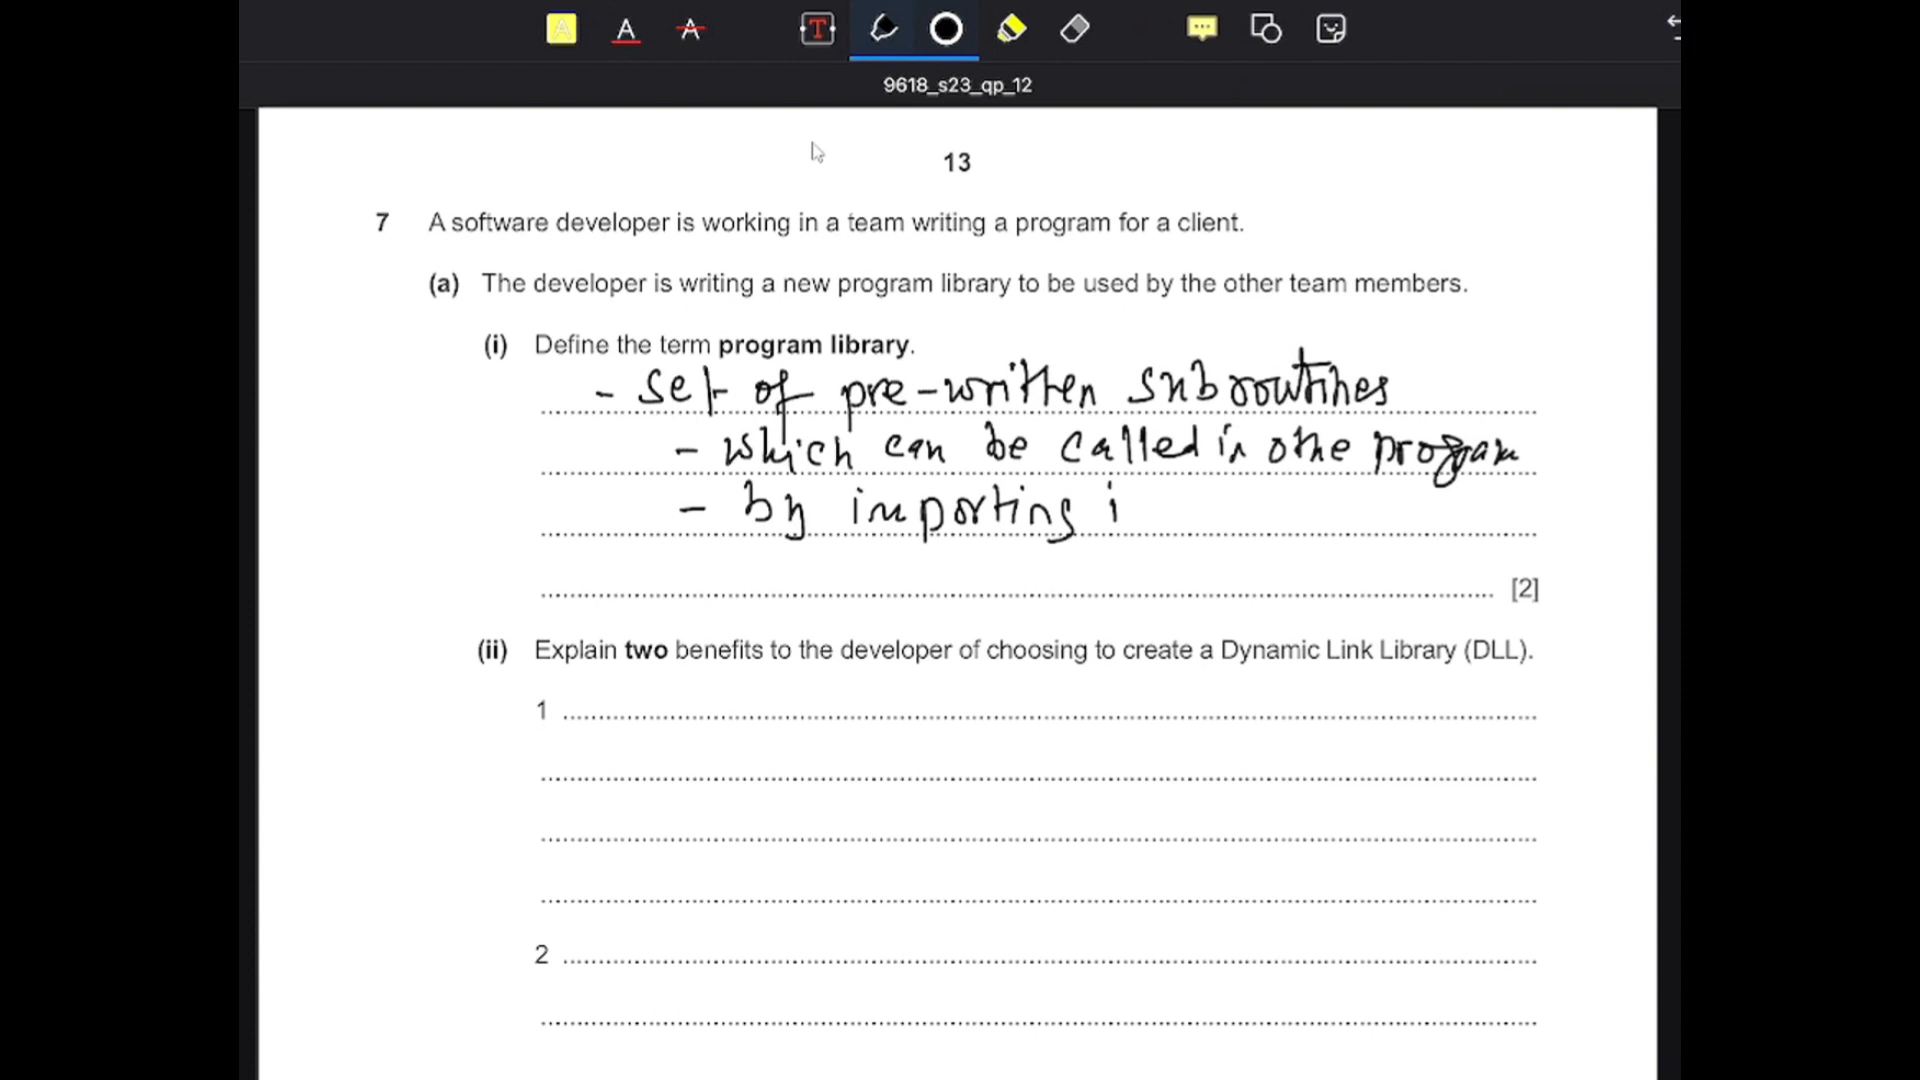 A A A T
9618_s23_qp_12
13
7 A software developer is working in a team writing a program for a client.
(a) The developer is writing a new program library to be used by the other team members.
(i) Define the term program library.
- set of pre-written subroutines
- which can be called in othe program
- by importing i
[2]
(ii) Explain two benefits to the developer of choosing to create a Dynamic Link Library (DLL).
1
2